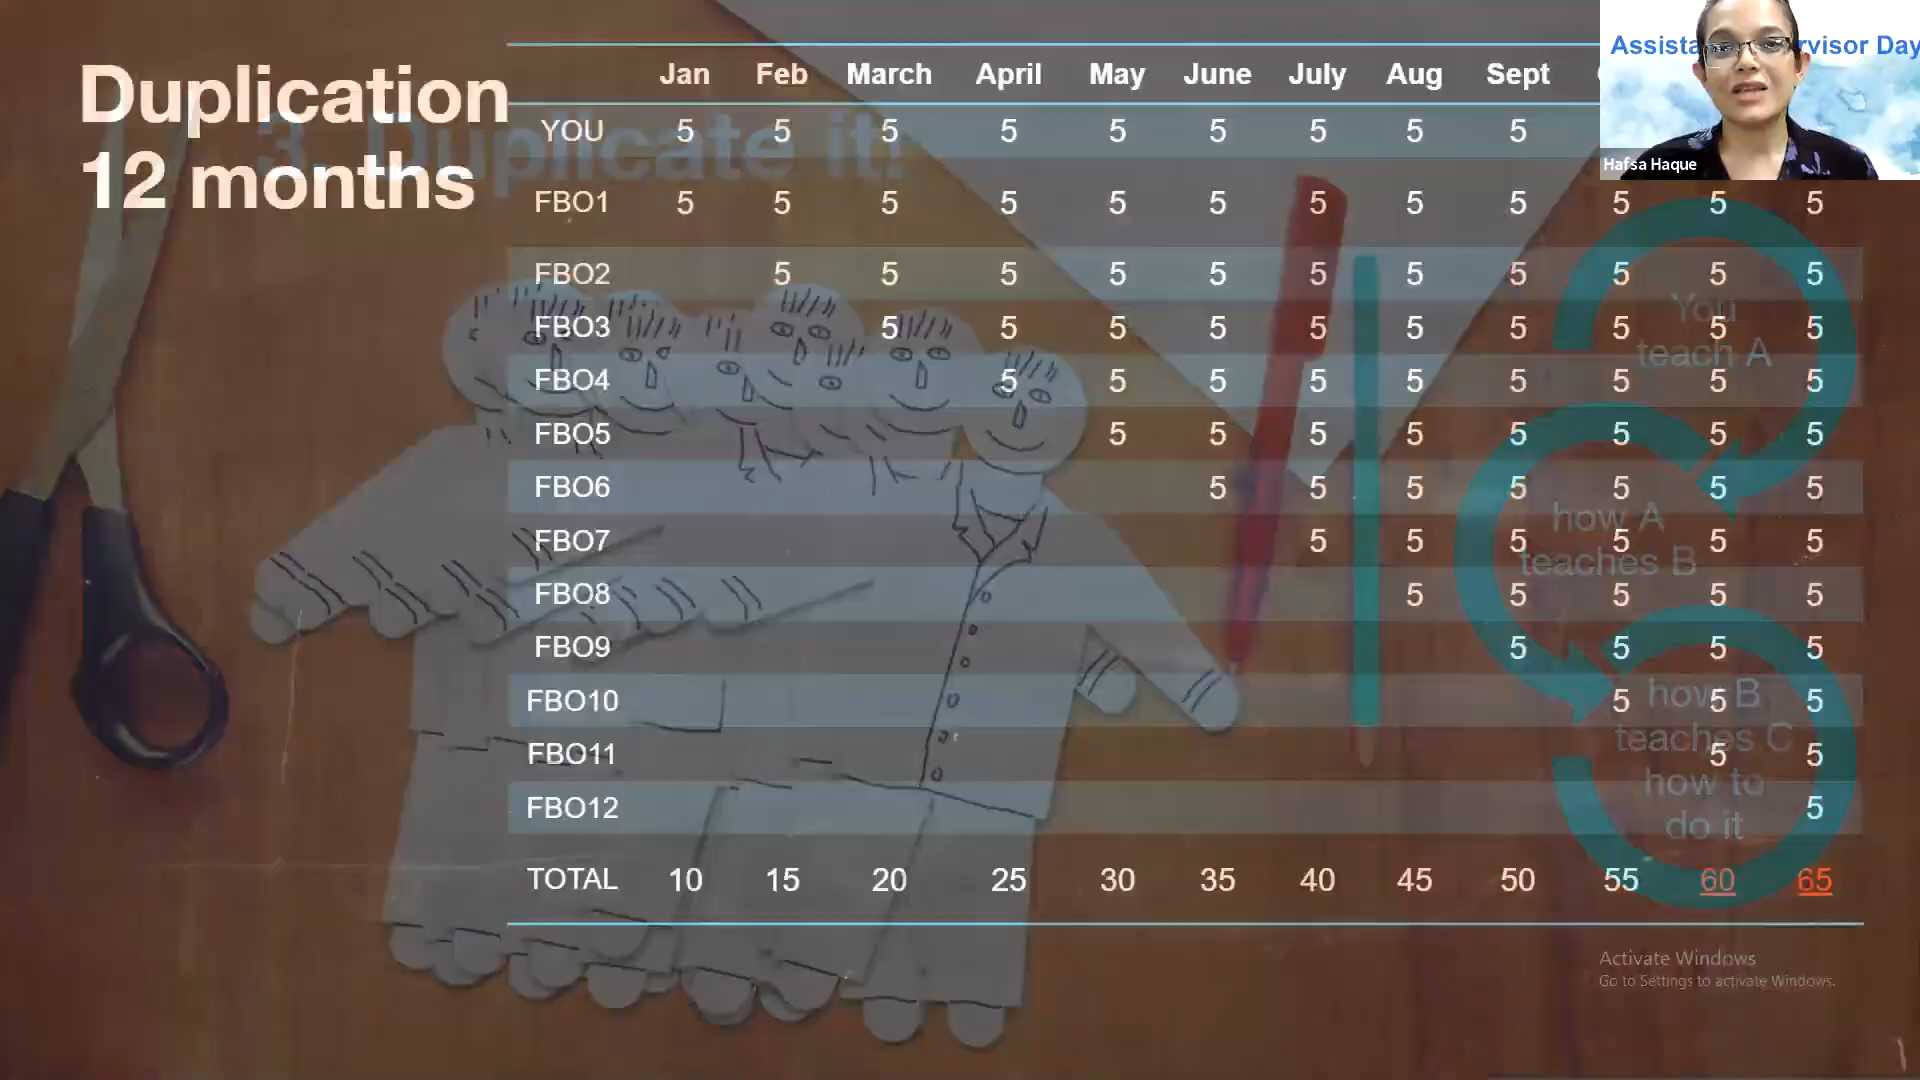 Duplication
12 months
3. Duplicate it!
Jan Feb March April May June July Aug Sept
YOU 5 5 5 5 5 5 5 5 5
FBO1 5 5 5 5 5 5 5 5 5 5 5 5
FBO2 5 5 5 5 5 5 5 5 5 5 5
FBO3 5 5 5 5 5 5 5 5 5 5
FBO4 5 5 5 5 5 5 5 5 5
FBO5 5 5 5 5 5 5 5 5
FBO6 5 5 5 5 5 5 5
FBO7 5 5 5 5 5 5
FBO8 5 5 5 5 5
FBO9 5 5 5 5
FBO10 5 5 5
FBO11 5 5
FBO12 5
TOTAL 10 15 20 25 30 35 40 45 50 55 60 65
You
teach A
how A
teaches B
how B
teaches C
how to
do it
Day
Hafsa Haque
Activate Windows
Go to Settings to activate Windows.